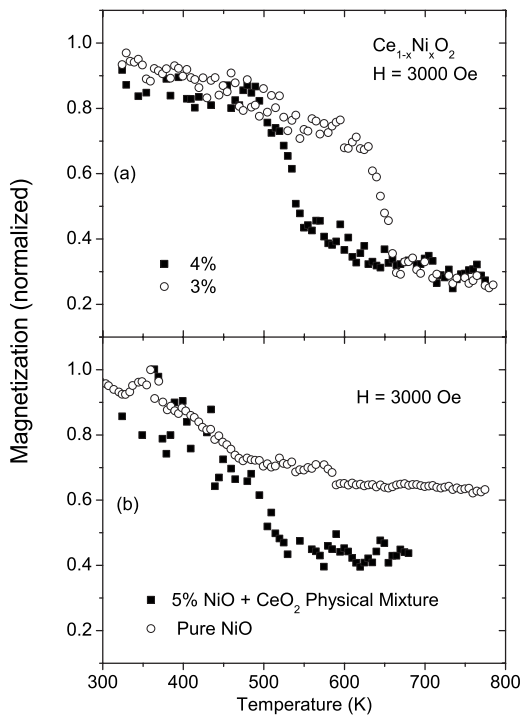 1.0
Ce1-xNixO2
H = 3000 Oe
0.8
0.6
(a)
0.4
4%
3%
0.2
Magnetization (normalized)
1.0
H = 3000 Oe
0.8
0.6
(b)
0.4
5% NiO + CeO2 Physical Mixture
Pure NiO
0.2
300 400 500 600 700 800
Temperature (K)